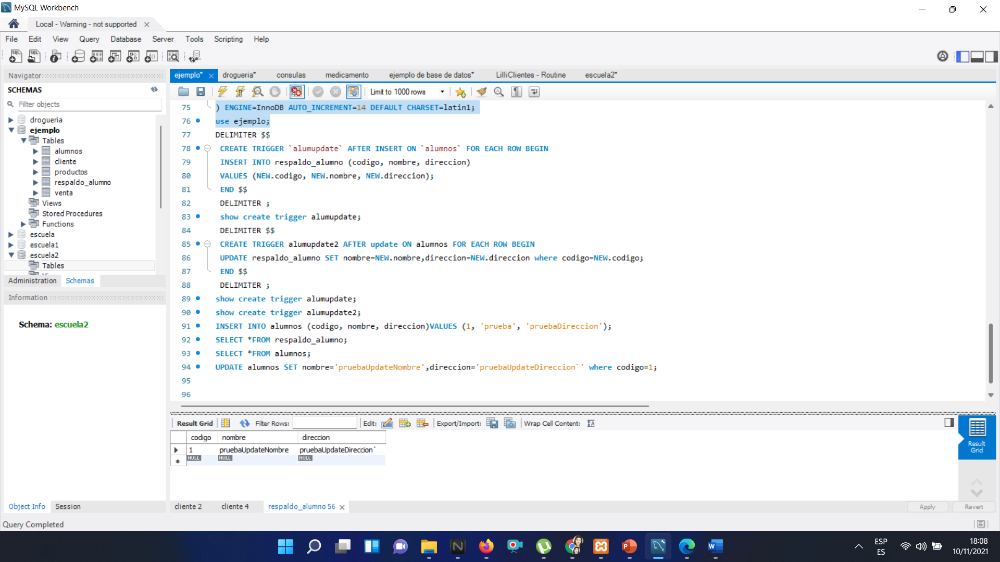 MySQL Workbench
Local - Warning - not supported
File Edit View Query Database Server Tools Scripting Help
Navigator
SCHEMAS
Filter objects
drogueria
ejemplo
Tables
alumnos
cliente
productos
respaldo_alumno
venta
Views
Stored Procedures
Functions
escuela
escuela1
escuela2
Tables
Administration Schemas
Information
Schema: escuela2
Object Info Session
ejemplo* drogueria* consulas medicamento ejemplo de base de datos* LilliClientes - Routine escuela2*
Limit to 1000 rows
75 ) ENGINE=InnoDB AUTO_INCREMENT=14 DEFAULT CHARSET=latin1;
76 use ejemplo;
77 DELIMITER $$
78 CREATE TRIGGER `alumupdate` AFTER INSERT ON `alumnos` FOR EACH ROW BEGIN
79 INSERT INTO respaldo_alumno (codigo, nombre, direccion)
80 VALUES (NEW.codigo, NEW.nombre, NEW.direccion);
81 END $$
82 DELIMITER ;
83 show create trigger alumupdate;
84 DELIMITER $$
85 CREATE TRIGGER alumupdate2 AFTER update ON alumnos FOR EACH ROW BEGIN
86 UPDATE respaldo_alumno SET nombre=NEW.nombre,direccion=NEW.direccion where codigo=NEW.codigo;
87 END $$
88 DELIMITER ;
89 show create trigger alumupdate;
90 show create trigger alumupdate2;
91 INSERT INTO alumnos (codigo, nombre, direccion)VALUES (1, 'prueba', 'pruebaDireccion');
92 SELECT *FROM respaldo_alumno;
93 SELECT *FROM alumnos;
94 UPDATE alumnos SET nombre='pruebaUpdateNombre',direccion='pruebaUpdateDireccion`' where codigo=1;
95
96
Result Grid Filter Rows: Edit: Export/Import: Wrap Cell Content:
codigo nombre direccion
1 pruebaUpdateNombre pruebaUpdateDireccion`
NULL NULL NULL
Result
Grid
cliente 2 cliente 4 respaldo_alumno 56
Apply Revert
Query Completed
ESP
ES
18:08
10/11/2021